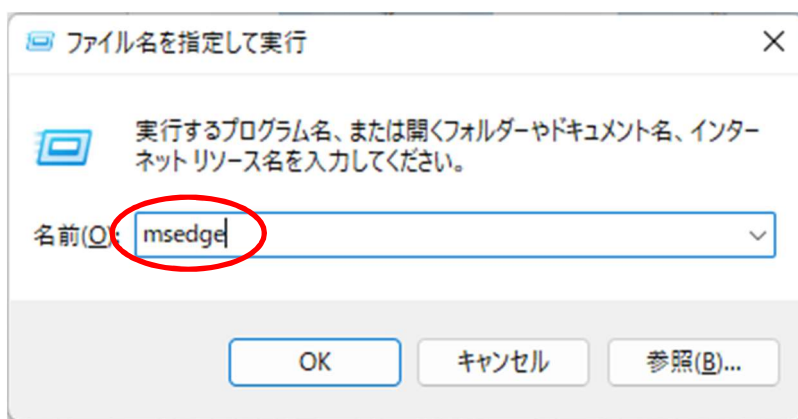 ファイル名を指定して実行
実行するプログラム名、または開くフォルダーやドキュメント名、インター
ネット リソース名を入力してください。
名前(O): msedge
OK キャンセル 参照(B)...